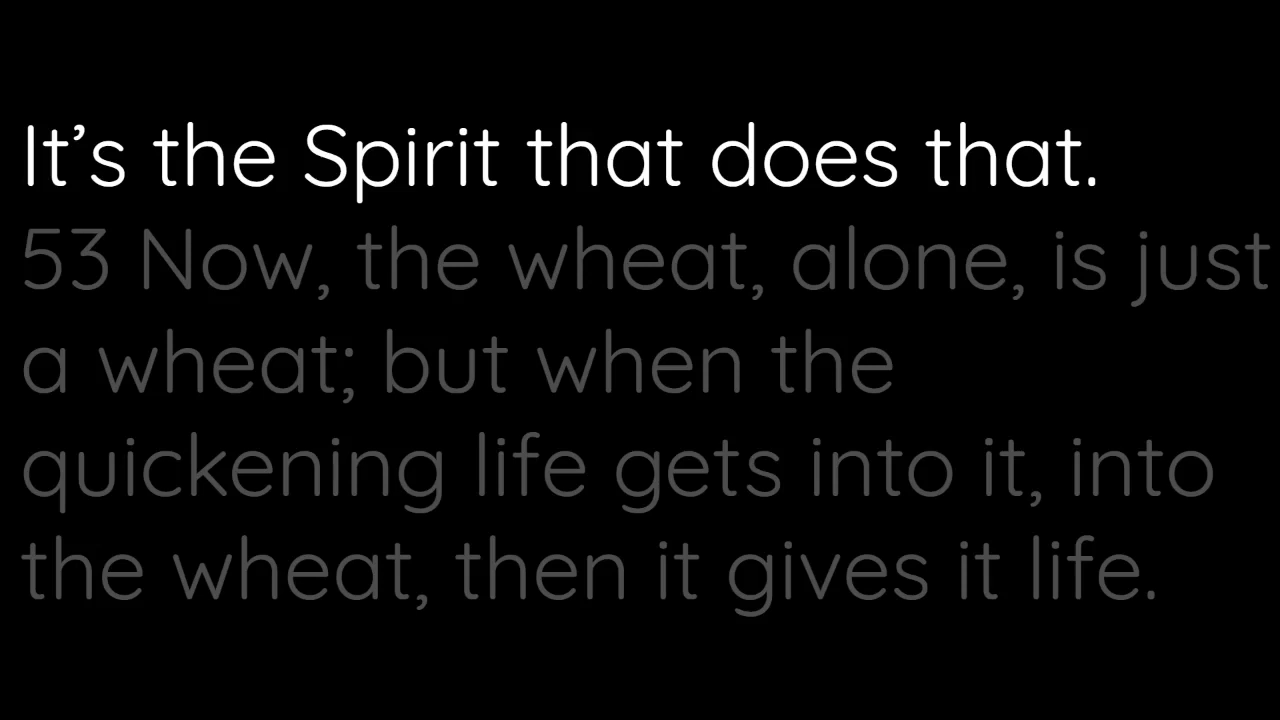 It’s the Spirit that does that.
53 Now, the wheat, alone, is just
a wheat; but when the
quickening life gets into it, into
the wheat, then it gives it life.